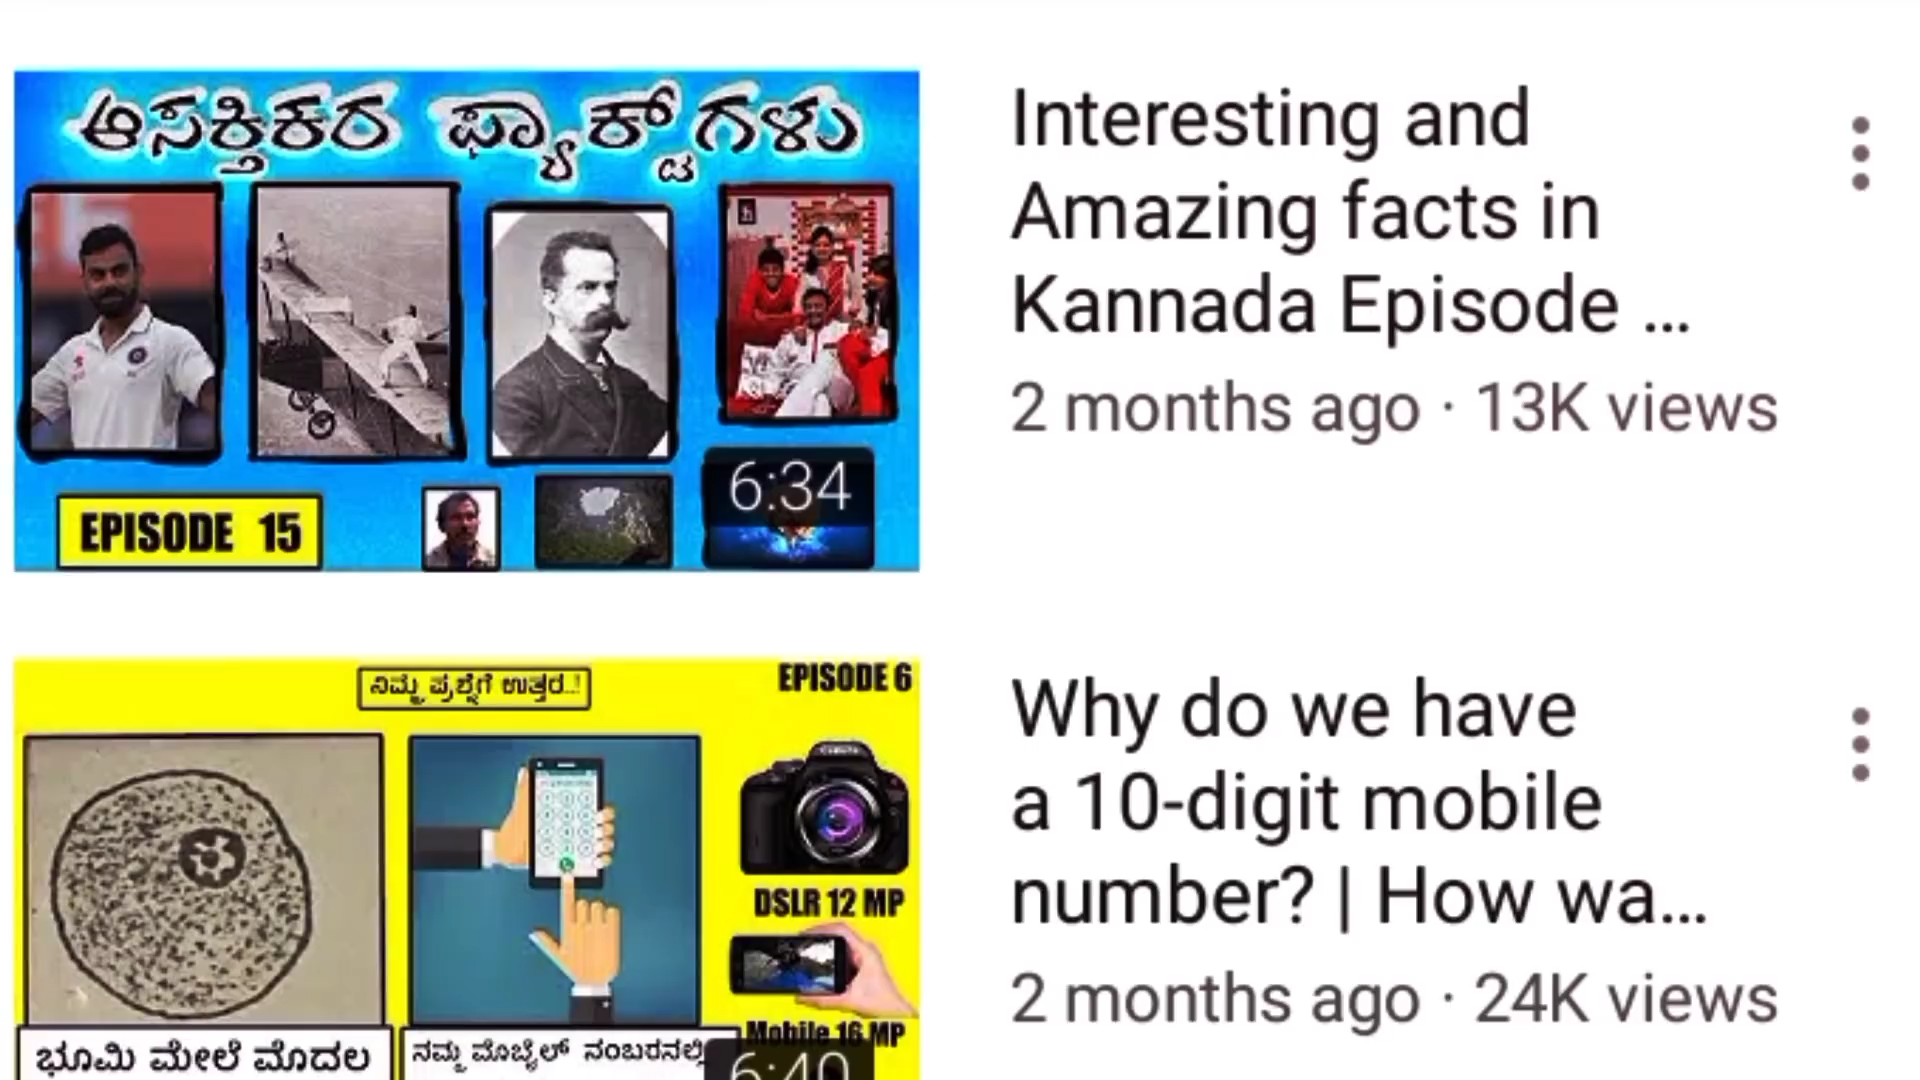 ಆಸಕ್ತಿಕರ ಫ್ಯಾಕ್ಟ್‌ಗಳು
6:34
EPISODE 15
Interesting and
Amazing facts in
Kannada Episode ...
2 months ago · 13K views
ನಿಮ್ಮ ಪ್ರಶ್ನೆಗೆ ಉತ್ತರ..!
EPISODE 6
DSLR 12 MP
Mobile 16 MP
ಭೂಮಿ ಮೇಲೆ ಮೊದಲ
ನಮ್ಮ ಮೊಬೈಲ್ ನಂಬರನಲ್ಲಿ
6:40
Why do we have
a 10-digit mobile
number? | How wa...
2 months ago · 24K views